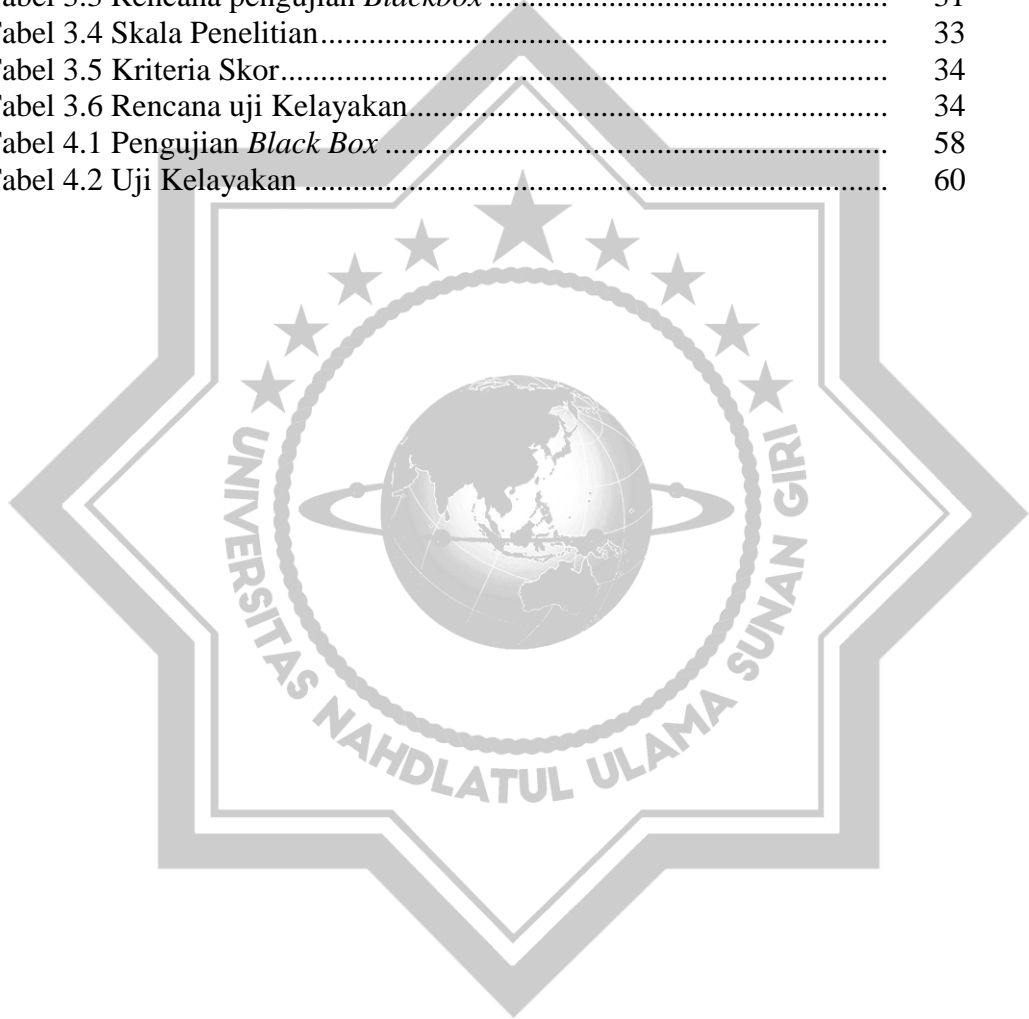 Tabel 3.3 Rencana pengujian Blackbox ........................................................ 31
Tabel 3.4 Skala Penelitian........................................................................... 33
Tabel 3.5 Kriteria Skor................................................................................ 34
Tabel 3.6 Rencana uji Kelayakan................................................................ 34
Tabel 4.1 Pengujian Black Box ................................................................... 58
Tabel 4.2 Uji Kelayakan ............................................................................. 60
UNIVERSITAS NAHDLATUL ULAMA SUNAN GIRI